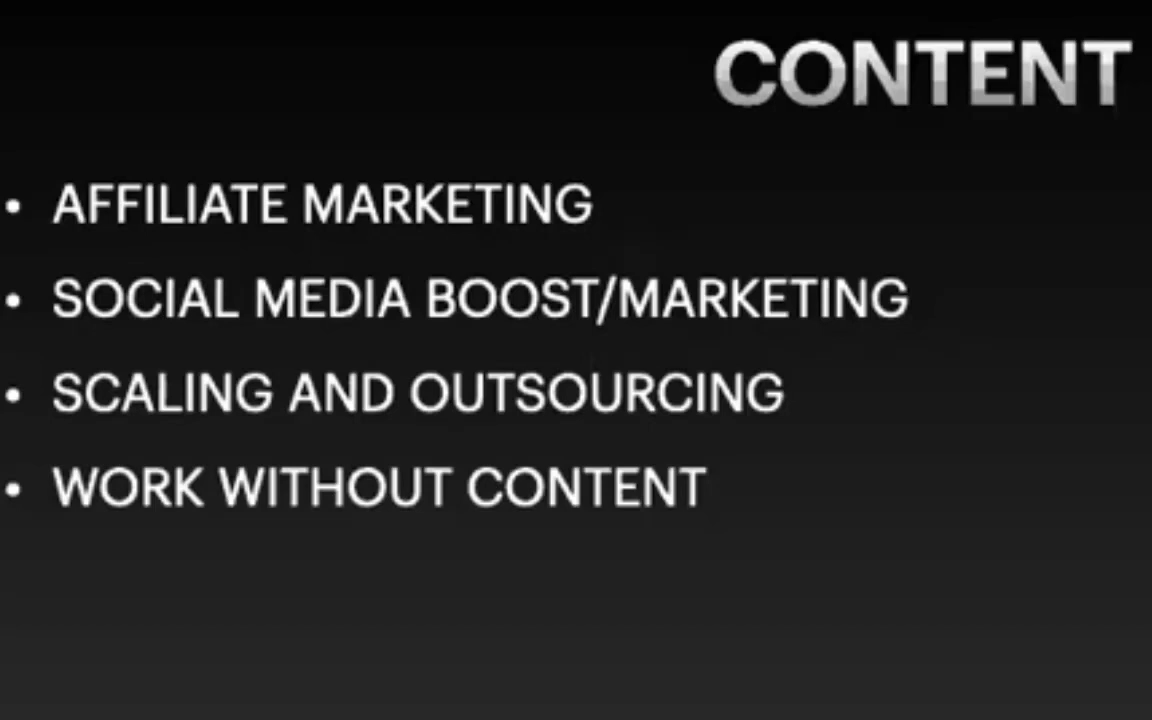 CONTENT
• AFFILIATE MARKETING
• SOCIAL MEDIA BOOST/MARKETING
• SCALING AND OUTSOURCING
• WORK WITHOUT CONTENT